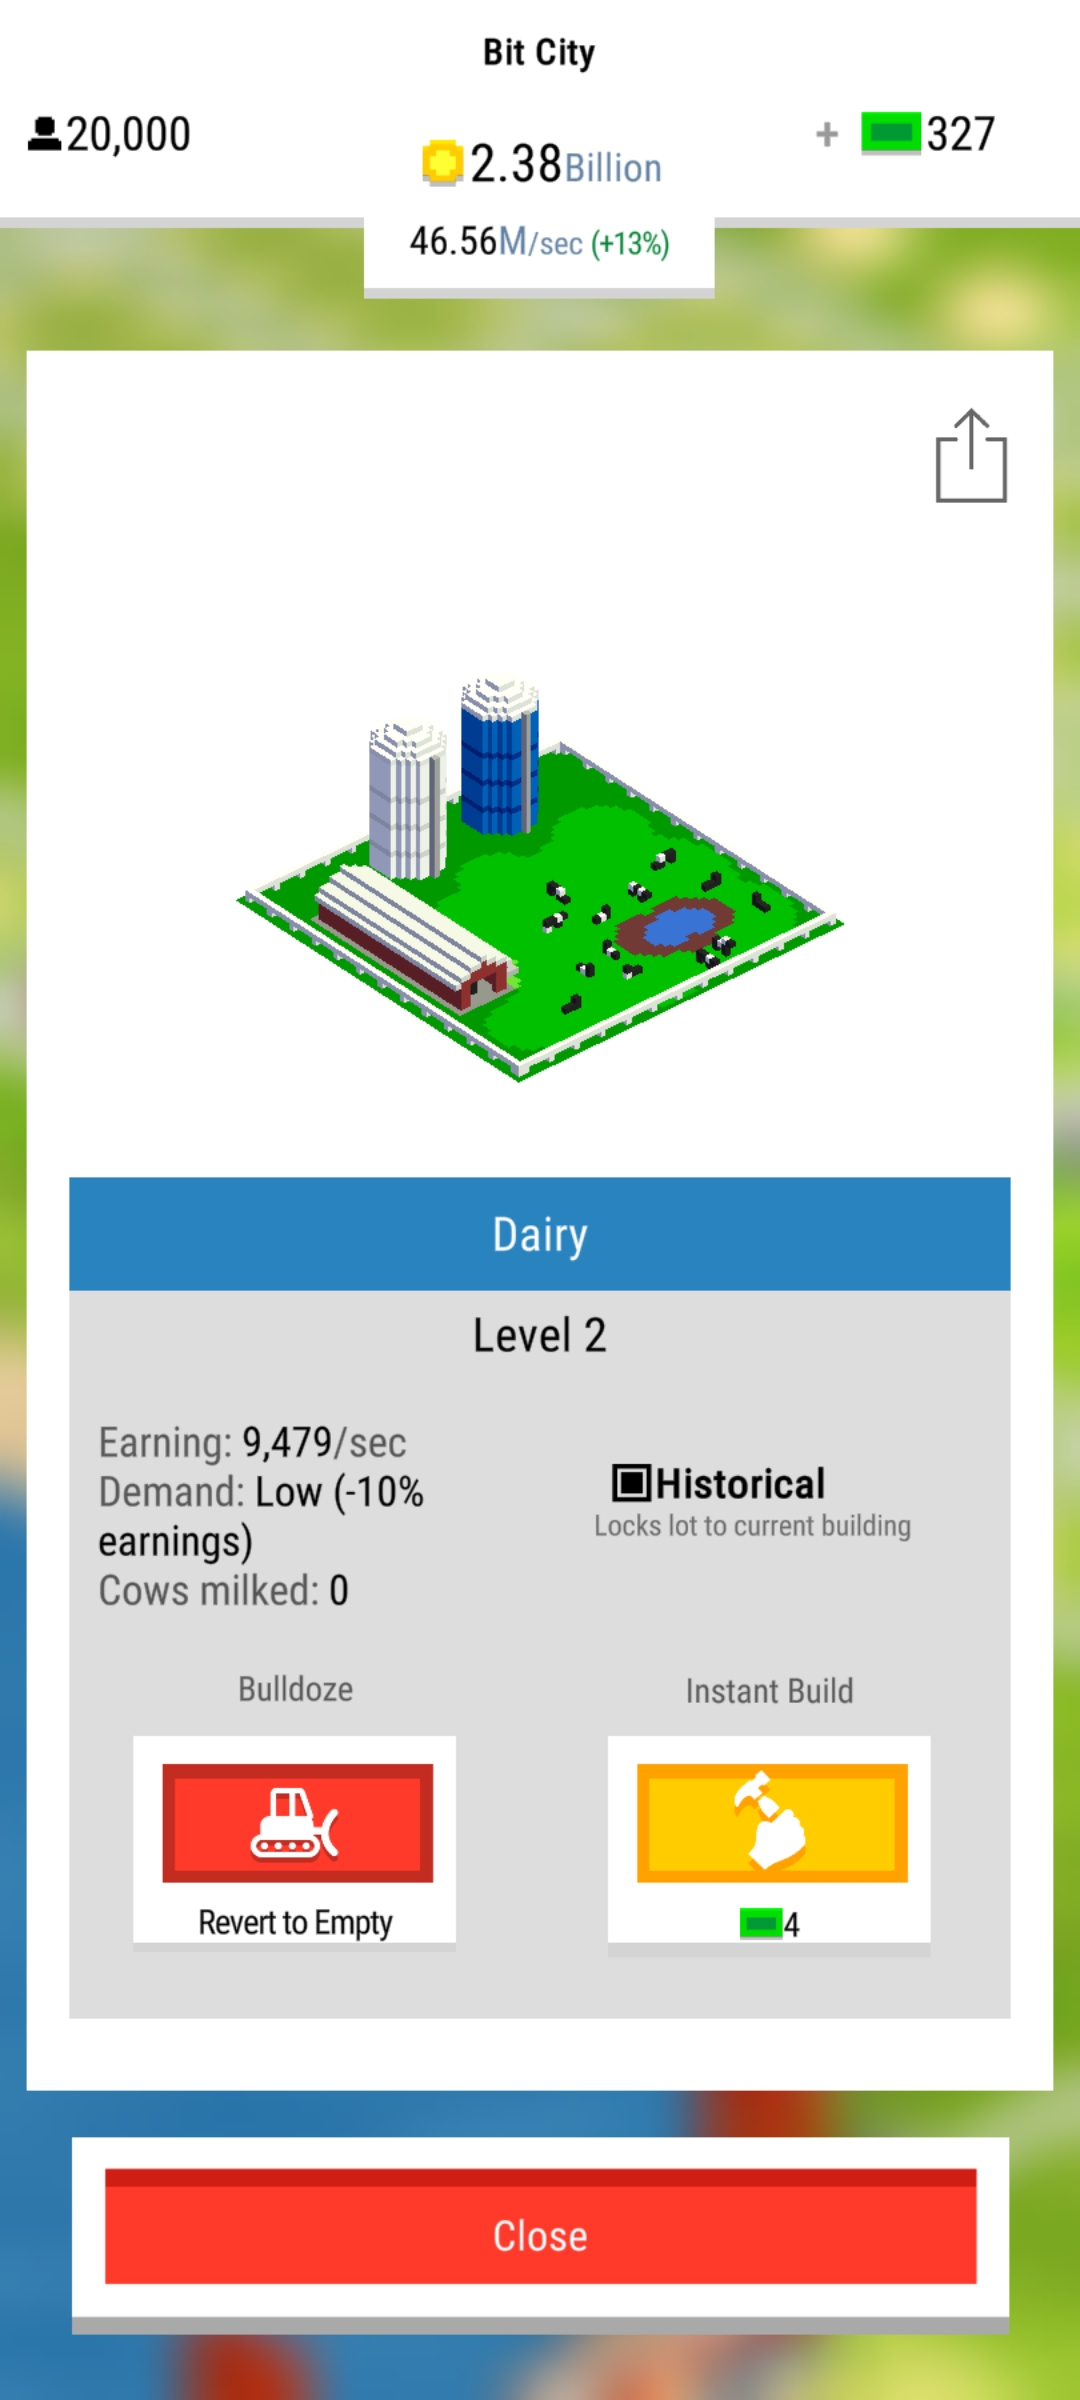 Bit City
20,000
2.38Billion
+ 327
46.56M/sec (+13%)
Dairy
Level 2
Earning: 9,479/sec
Demand: Low (-10%
earnings)
Cows milked: 0
Historical
Locks lot to current building
Bulldoze
Revert to Empty
Instant Build
4
Close